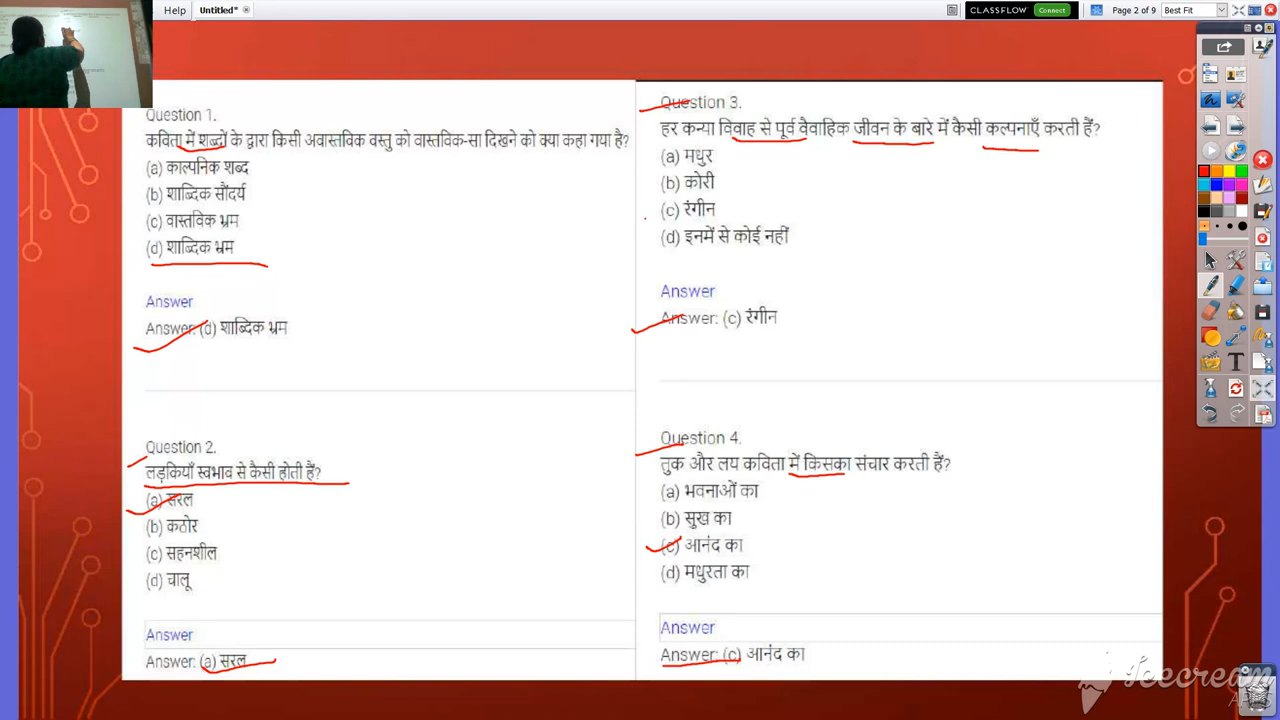 Help
Untitled*
CLASSFLOW
Connect
Page 2 of 9
Best Fit
Question 1.
कविता में शब्दों के द्वारा किसी अवास्तविक वस्तु को वास्तविक-सा दिखने को क्या कहा गया है?
(a) काल्पनिक शब्द
(b) शाब्दिक सौंदर्य
(c) वास्तविक भ्रम
(d) शाब्दिक भ्रम
Answer
Answer: (d) शाब्दिक भ्रम
Question 2.
लड़कियाँ स्वभाव से कैसी होती हैं?
(a) सरल
(b) कठोर
(c) सहनशील
(d) चालू
Answer
Answer: (a) सरल
Question 3.
हर कन्या विवाह से पूर्व वैवाहिक जीवन के बारे में कैसी कल्पनाएँ करती हैं?
(a) मधुर
(b) कोरी
(c) रंगीन
(d) इनमें से कोई नहीं
Answer
Answer: (c) रंगीन
Question 4.
तुक और लय कविता में किसका संचार करती हैं?
(a) भवनाओं का
(b) सुख का
(c) आनंद का
(d) मधुरता का
Answer
Answer: (c) आनंद का
Icecream
APPS